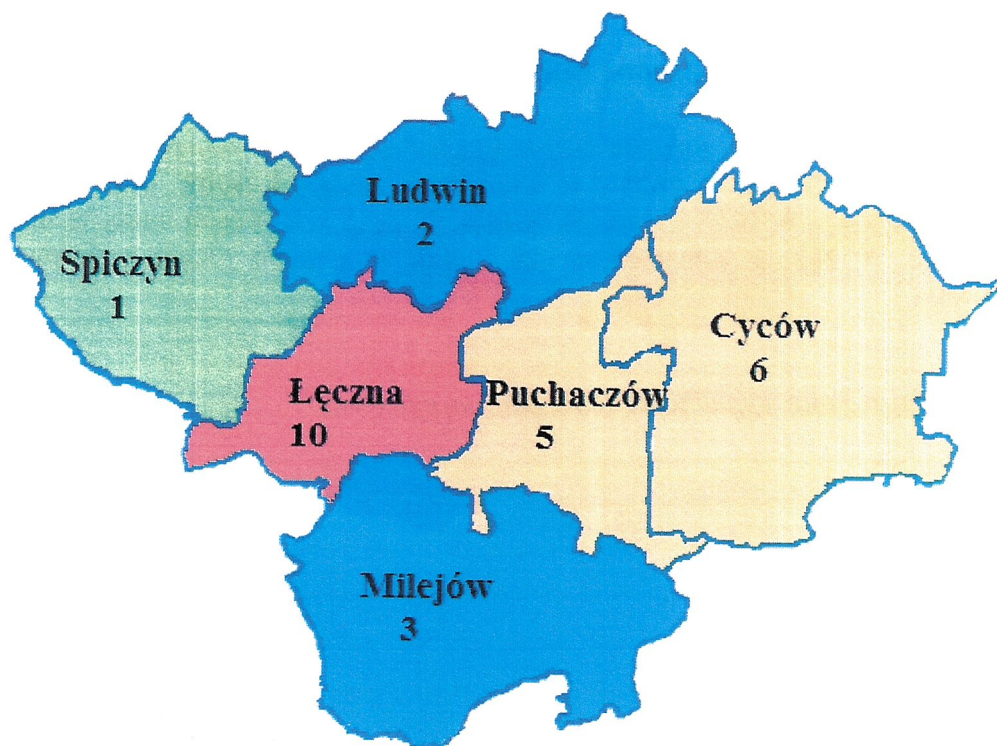 Ludwin
2
Spiczyn
1
Cyców
6
Łęczna
10
Puchaczów
5
Milejów
3